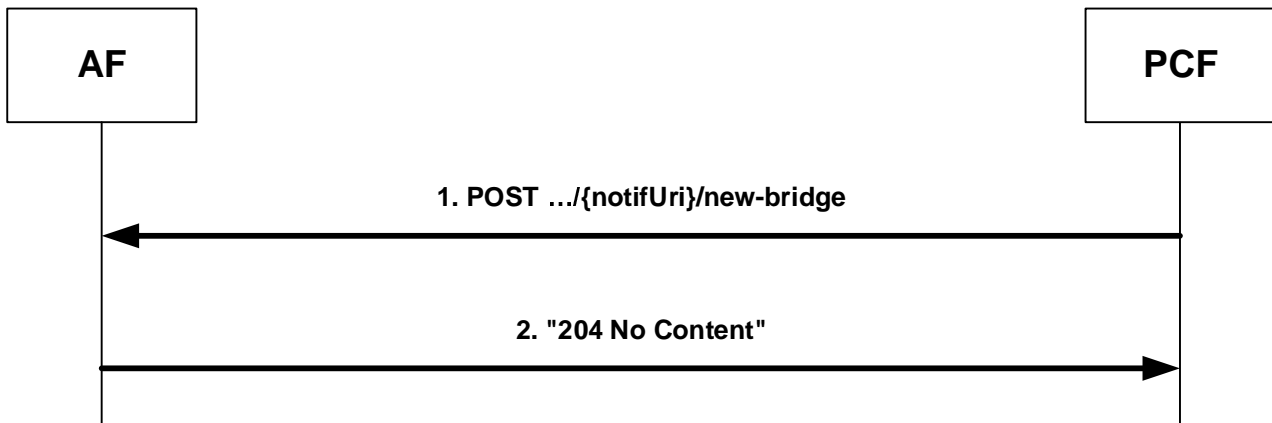 AF
PCF
1. POST …/{notifUri}/new-bridge
2. "204 No Content"